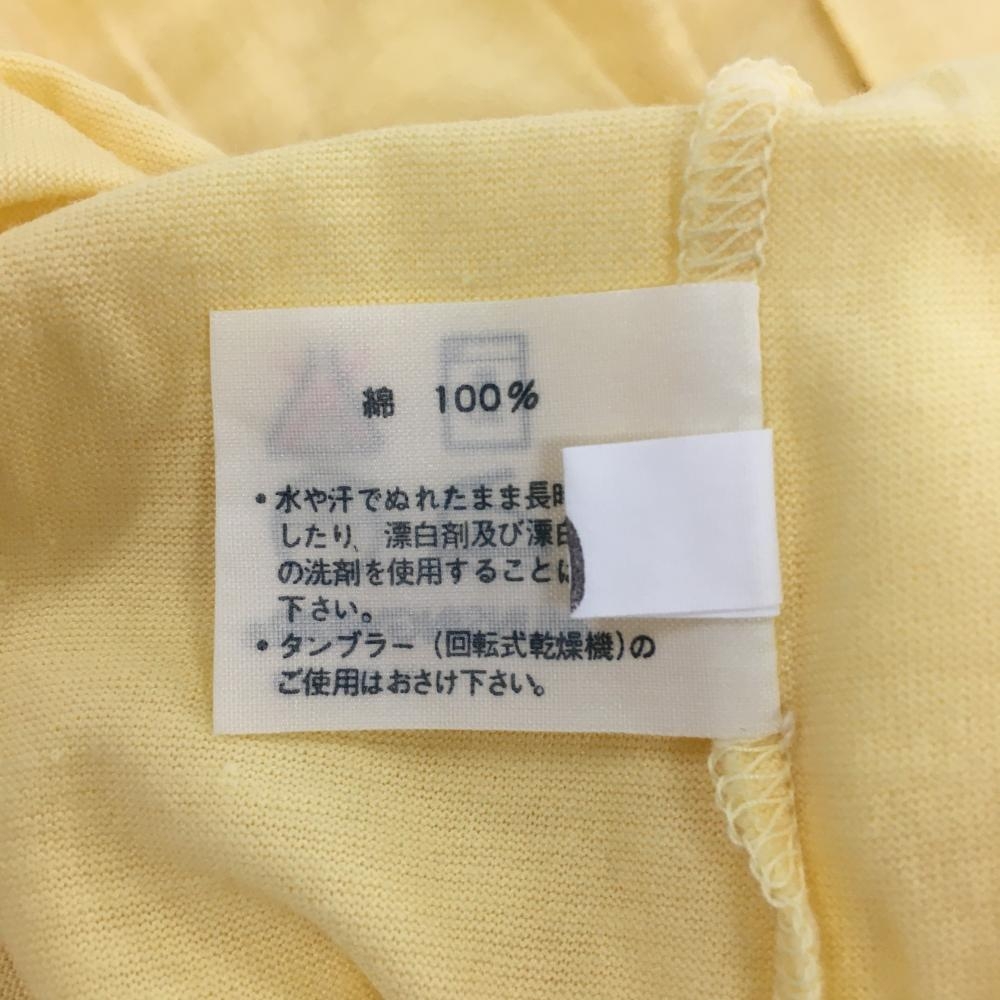 綿 100%
・水や汗でぬれたまま長
したり、漂白剤及び漂白
の洗剤を使用すること
下さい。
・タンブラー(回転式乾燥機)の
ご使用はおさけ下さい。